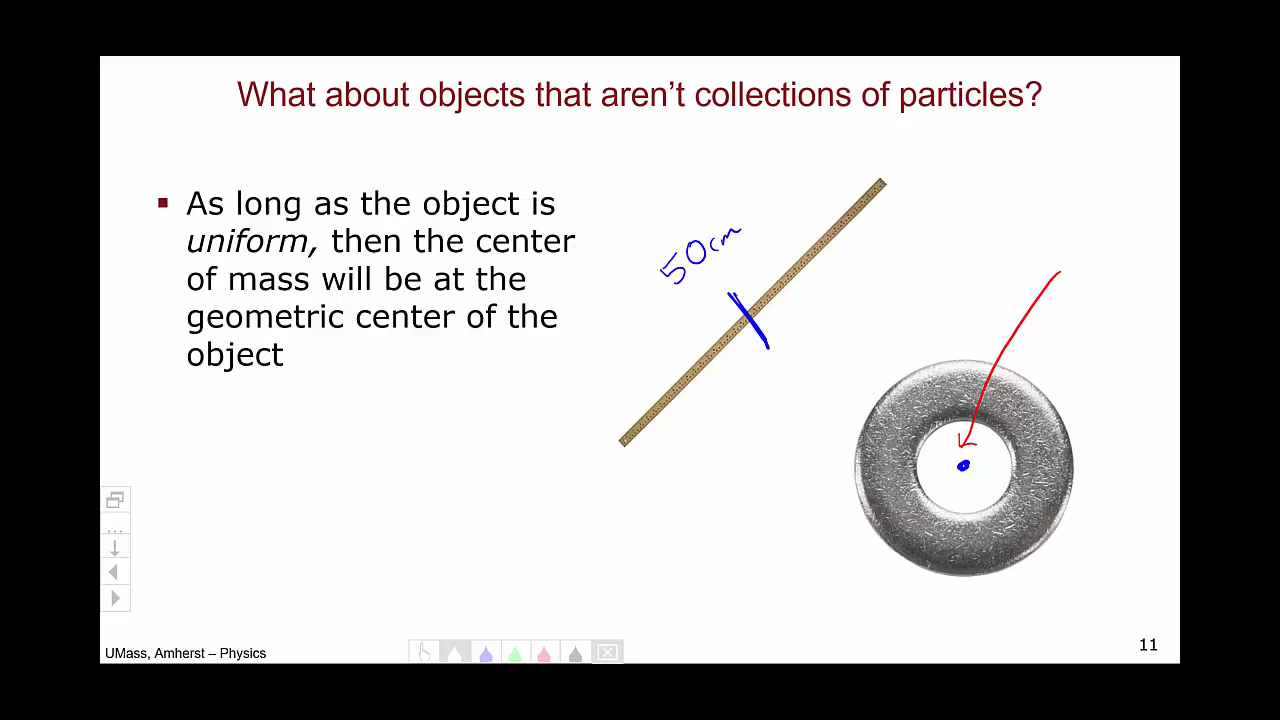 What about objects that aren't collections of particles?
As long as the object is
uniform, then the center
of mass will be at the
geometric center of the
object
50cm
UMass, Amherst – Physics
11